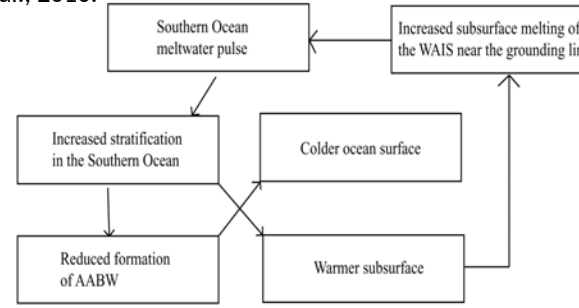 Southern Ocean
meltwater pulse
Increased subsurface melting of
the WAIS near the grounding
Increased stratification
in the Southern Ocean
Colder ocean surface
Reduced formation
of AABW
Warmer subsurface